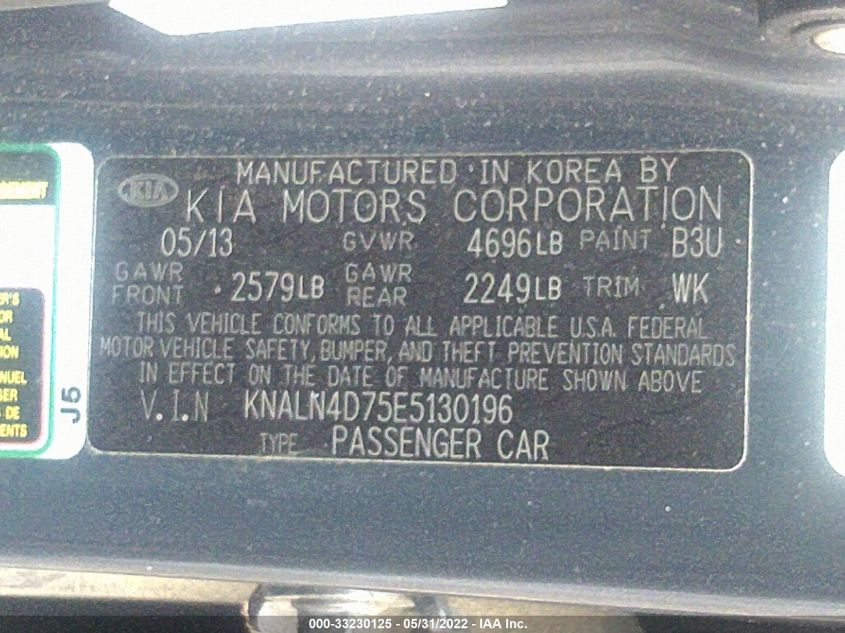 MANUFACTURED IN KOREA BY
KIA
KIA MOTORS CORPORATION
05/13 GVWR 4696LB PAINT B3U
GAWR FRONT 2579LB GAWR REAR 2249LB TRIM WK
THIS VEHICLE CONFORMS TO ALL APPLICABLE U.S.A. FEDERAL
MOTOR VEHICLE SAFETY, BUMPER, AND THEFT PREVENTION STANDARDS
IN EFFECT ON THE DATE OF MANUFACTURE SHOWN ABOVE
V.I.N KNALN4D75E5130196
TYPE PASSENGER CAR
J5
000-33230125 - 05/31/2022 - IAA Inc.